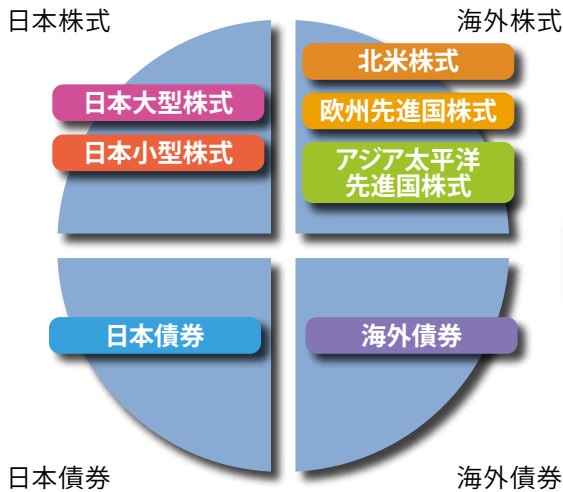 日本株式
海外株式
北米株式
日本大型株式
欧州先進国株式
日本小型株式
アジア太平洋
先進国株式
日本債券
海外債券
日本債券
海外債券